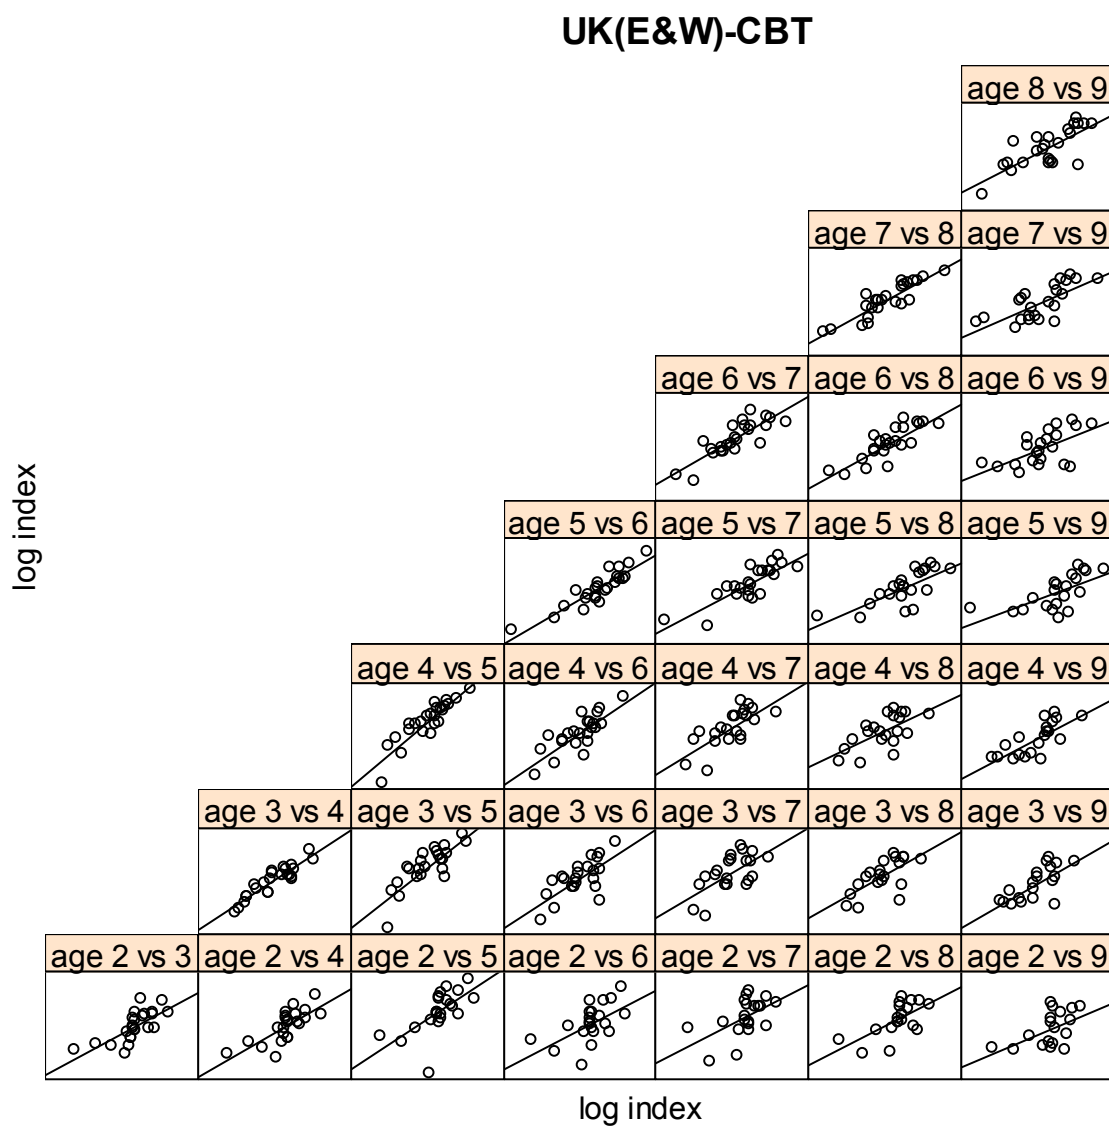 UK(E&W)-CBT
age 8 vs 9
age 7 vs 8 age 7 vs 9
age 6 vs 7 age 6 vs 8 age 6 vs 9
age 5 vs 6 age 5 vs 7 age 5 vs 8 age 5 vs 9
age 4 vs 5 age 4 vs 6 age 4 vs 7 age 4 vs 8 age 4 vs 9
age 3 vs 4 age 3 vs 5 age 3 vs 6 age 3 vs 7 age 3 vs 8 age 3 vs 9
age 2 vs 3 age 2 vs 4 age 2 vs 5 age 2 vs 6 age 2 vs 7 age 2 vs 8 age 2 vs 9
log index
log index